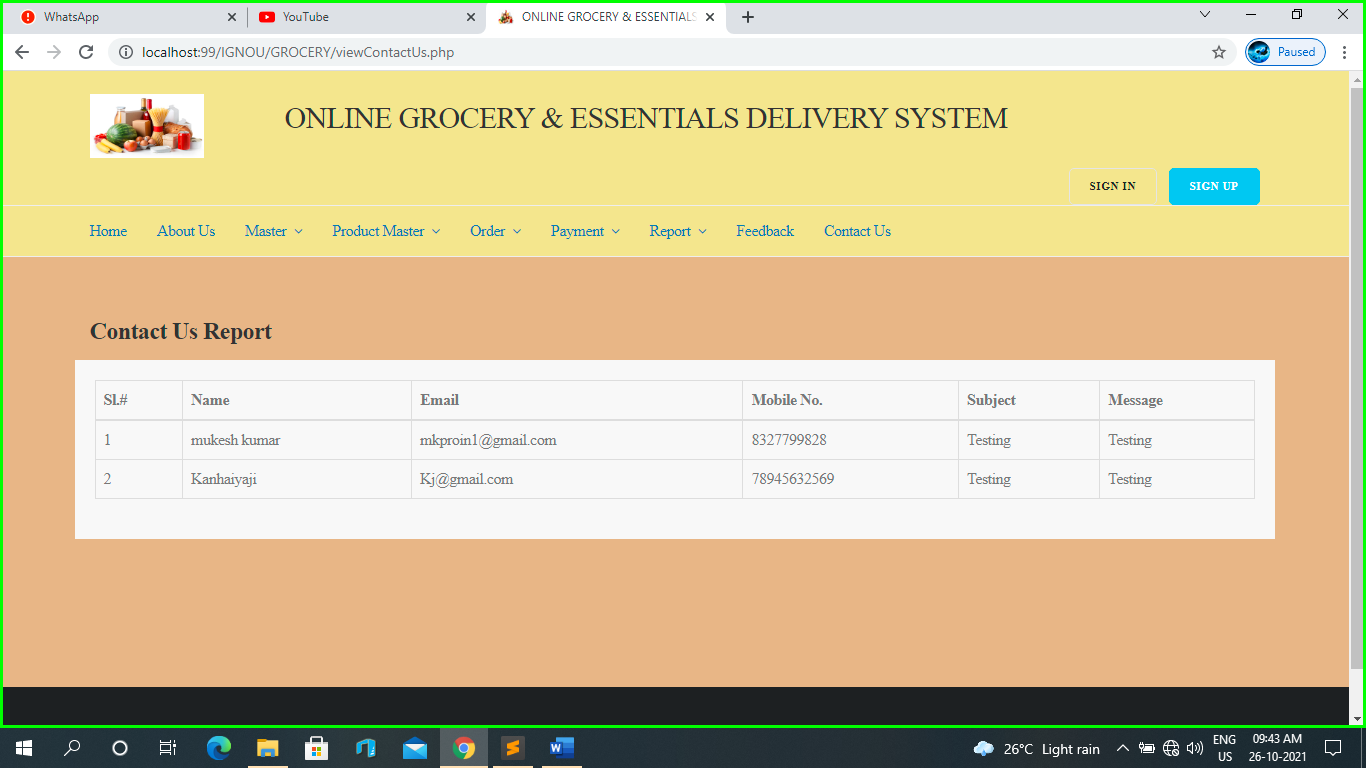 WhatsApp
YouTube
ONLINE GROCERY & ESSENTIALS
localhost:99/IGNOU/GROCERY/viewContactUs.php
Paused
ONLINE GROCERY & ESSENTIALS DELIVERY SYSTEM
SIGN IN SIGN UP
Home About Us Master Product Master Order Payment Report Feedback Contact Us
Contact Us Report
Sl.# Name Email Mobile No. Subject Message
1 mukesh kumar mkproin1@gmail.com 8327799828 Testing Testing
2 Kanhaiyaji Kj@gmail.com 78945632569 Testing Testing
26°C Light rain
ENG
US
09:43 AM
26-10-2021